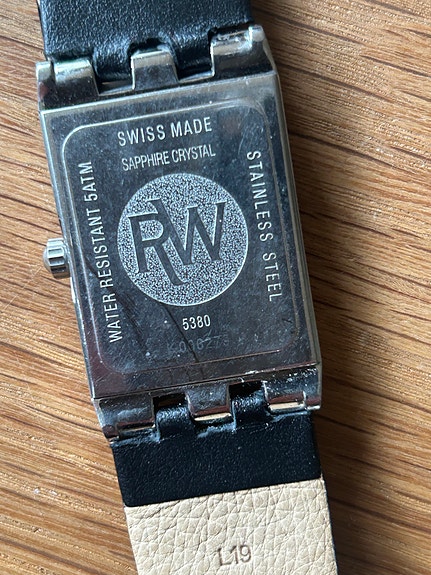 SWISS MADE
SAPPHIRE CRYSTAL
WATER RESISTANT 5ATM
STAINLESS STEEL
RW
5380
L19